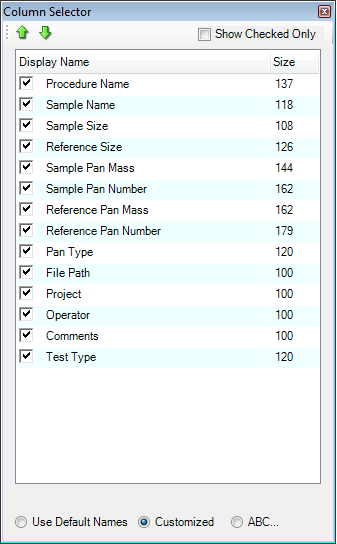 Column Selector
Show Checked Only
Display Name Size
Procedure Name 137
Sample Name 118
Sample Size 108
Reference Size 126
Sample Pan Mass 144
Sample Pan Number 162
Reference Pan Mass 162
Reference Pan Number 179
Pan Type 120
File Path 100
Project 100
Operator 100
Comments 100
Test Type 120
Use Default Names Customized ABC...